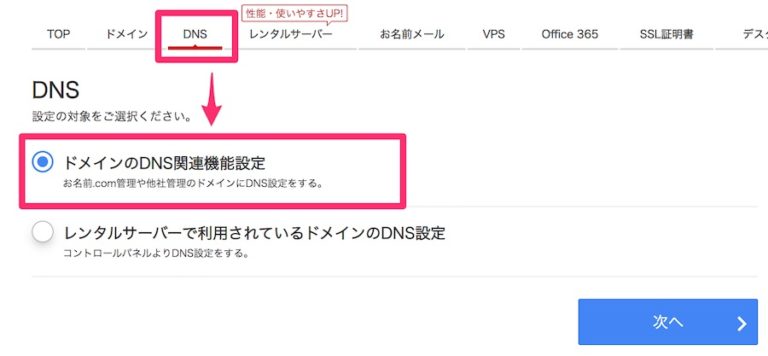 性能・使いやすさUP!
TOP ドメイン DNS レンタルサーバー お名前メール VPS Office 365 SSL証明書 デスク
DNS
設定の対象をご選択ください。
ドメインのDNS関連機能設定
お名前.com管理や他社管理のドメインにDNS設定をする。
レンタルサーバーで利用されているドメインのDNS設定
コントロールパネルよりDNS設定をする。
次へ